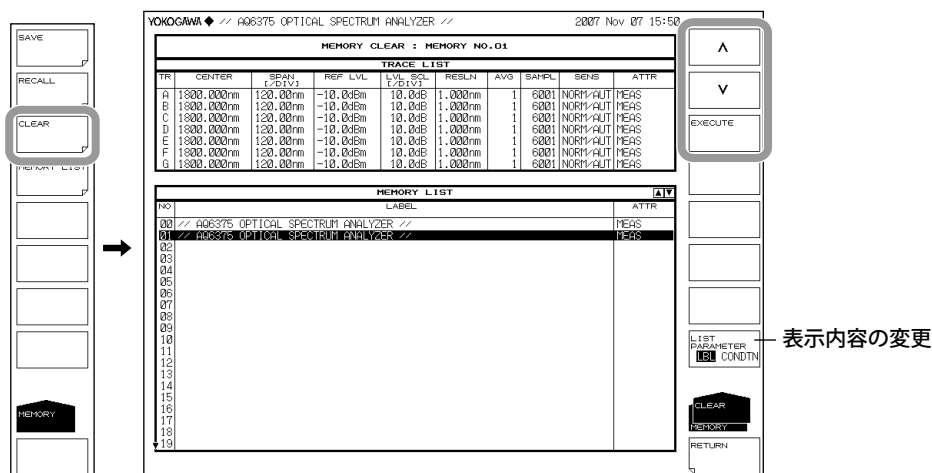 SAVE
RECALL
CLEAR
MEMORY LIST
MEMORY
YOKOGAWA ◆ // AQ6375 OPTICAL SPECTRUM ANALYZER // 2007 Nov 07 15:50
MEMORY CLEAR : MEMORY NO.01
TRACE LIST
TR CENTER SPAN [/DIV] REF LVL LVL SCL [/DIV] RESLN AVG SAMPL SENS ATTR
A 1800.000nm 120.00nm -10.0dBm 10.0dB 1.000nm 1 6001 NORM/AUT MEAS
B 1800.000nm 120.00nm -10.0dBm 10.0dB 1.000nm 1 6001 NORM/AUT MEAS
C 1800.000nm 120.00nm -10.0dBm 10.0dB 1.000nm 1 6001 NORM/AUT MEAS
D 1800.000nm 120.00nm -10.0dBm 10.0dB 1.000nm 1 6001 NORM/AUT MEAS
E 1800.000nm 120.00nm -10.0dBm 10.0dB 1.000nm 1 6001 NORM/AUT MEAS
F 1800.000nm 120.00nm -10.0dBm 10.0dB 1.000nm 1 6001 NORM/AUT MEAS
G 1800.000nm 120.00nm -10.0dBm 10.0dB 1.000nm 1 6001 NORM/AUT MEAS
MEMORY LIST
NO LABEL ATTR
00 // AQ6375 OPTICAL SPECTRUM ANALYZER // MEAS
01 // AQ6375 OPTICAL SPECTRUM ANALYZER // MEAS
02
03
04
05
06
07
08
09
10
11
12
13
14
15
16
17
18
19
EXECUTE
LIST
PARAMETER
LBL CONDTN
表示内容の変更
CLEAR
MEMORY
RETURN